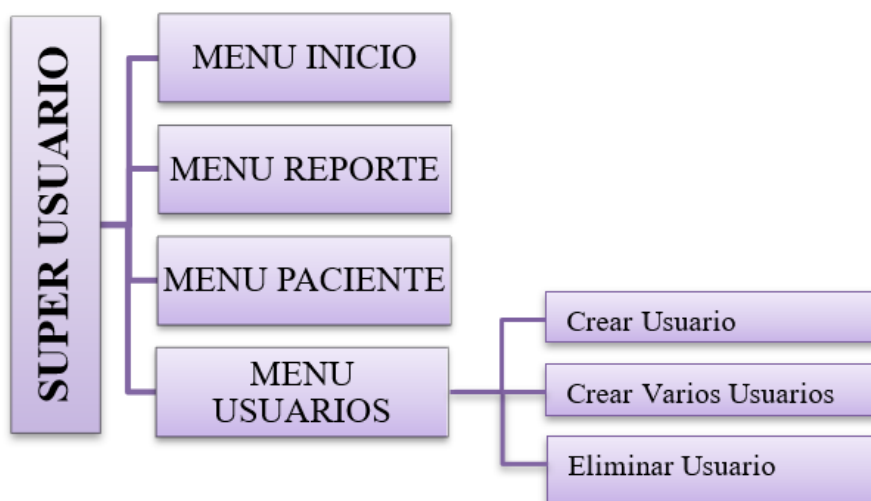 SUPER USUARIO
MENU INICIO
MENU REPORTE
MENU PACIENTE
MENU
USUARIOS
Crear Usuario
Crear Varios Usuarios
Eliminar Usuario